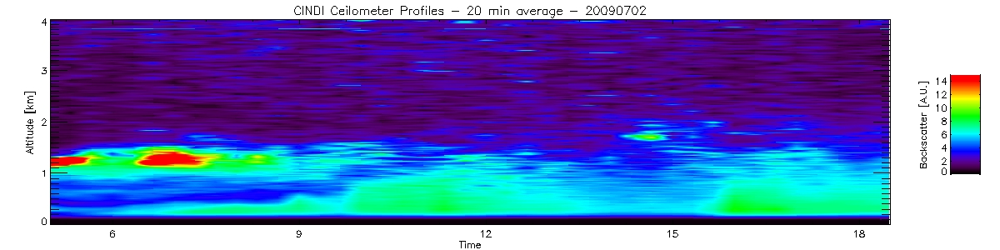 CINDI Ceilometer Profiles - 20 min average - 20090702
4
3
2
1
0
Altitude [km]
6 9 12 15 18
Time
Backscatter [A.U.]
14
12
10
8
6
4
2
0